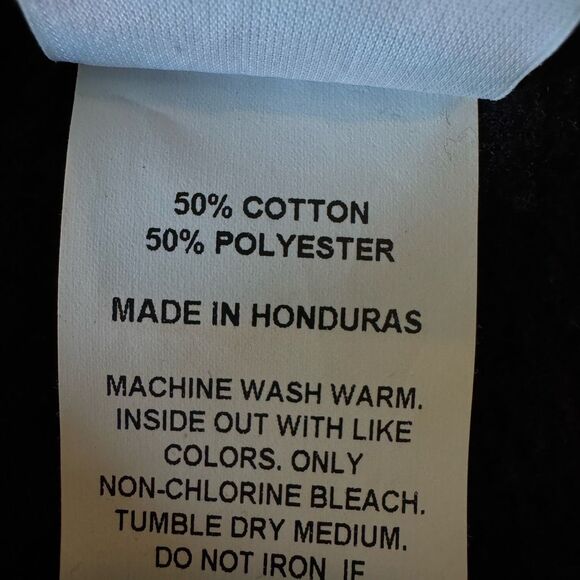 50% COTTON
50% POLYESTER
MADE IN HONDURAS
MACHINE WASH WARM.
INSIDE OUT WITH LIKE
COLORS. ONLY
NON-CHLORINE BLEACH.
TUMBLE DRY MEDIUM.
DO NOT IRON IF